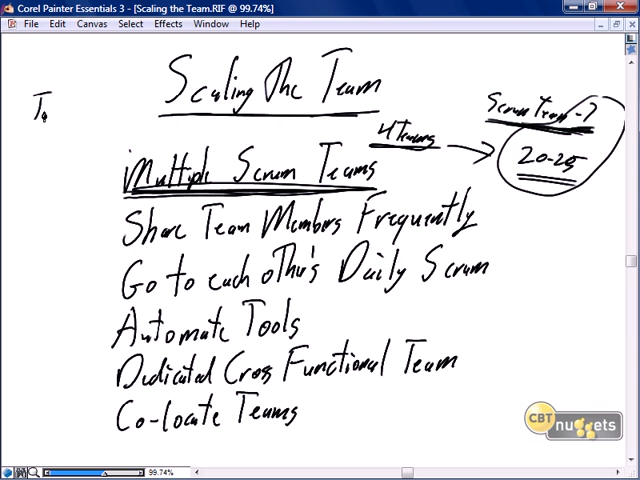 Corel Painter Essentials 3 - [Scaling the Team.RIF @ 99.74%]
File Edit Canvas Layers Select Effects Window Help
Scaling The Team
Scrum Team - 7
4 Teams
20-25
Multiple Scrum Teams
Share Team Members Frequently
Go to each othe's Daily Scrum
Automate Tools
Dedicated Cross Functional Team
Co-locate Teams
CBT nuggets
99.74%